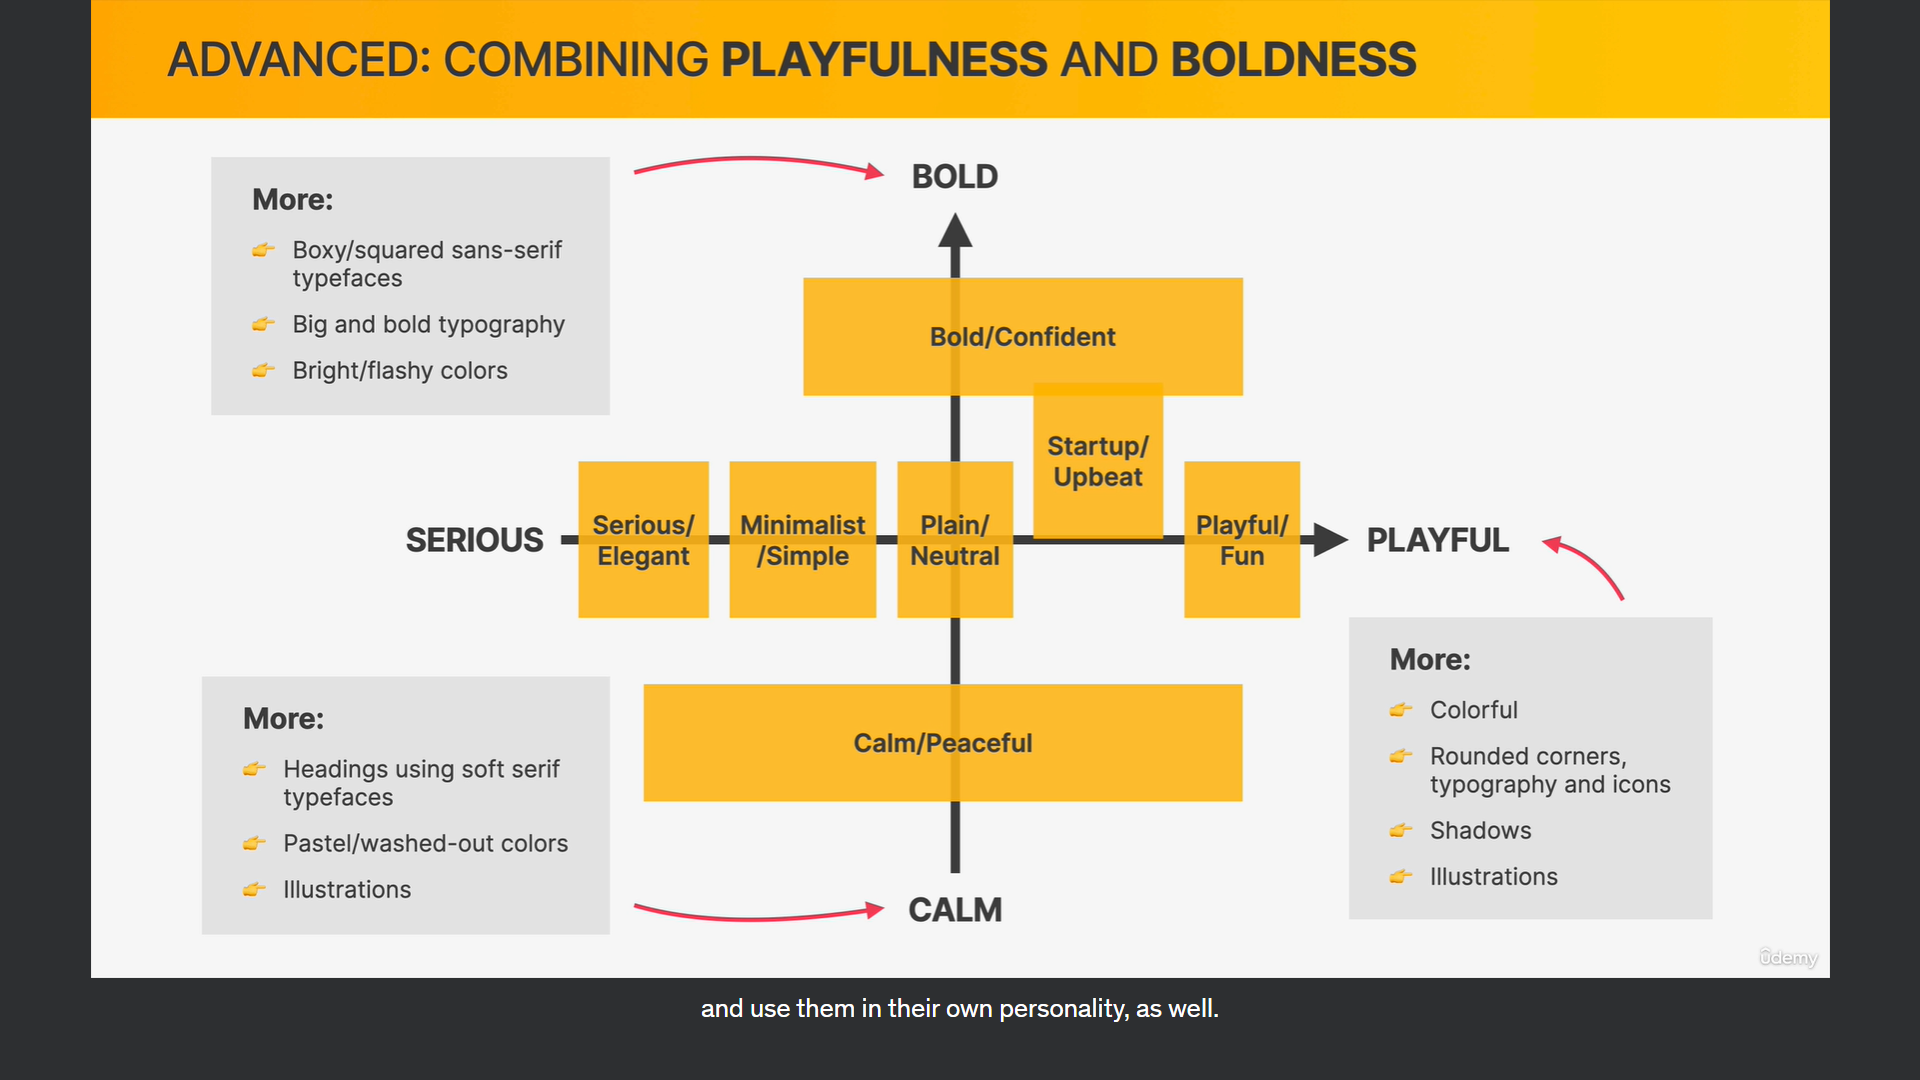 ADVANCED: COMBINING PLAYFULNESS AND BOLDNESS
More:
Boxy/squared sans-serif
typefaces
Big and bold typography
Bright/flashy colors
BOLD
Bold/Confident
Startup/
Upbeat
SERIOUS
Serious/
Elegant
Minimalist
/Simple
Plain/
Neutral
Playful/
Fun
PLAYFUL
More:
Headings using soft serif
typefaces
Pastel/washed-out colors
Illustrations
Calm/Peaceful
CALM
More:
Colorful
Rounded corners,
typography and icons
Shadows
Illustrations
ûdemy
and use them in their own personality, as well.